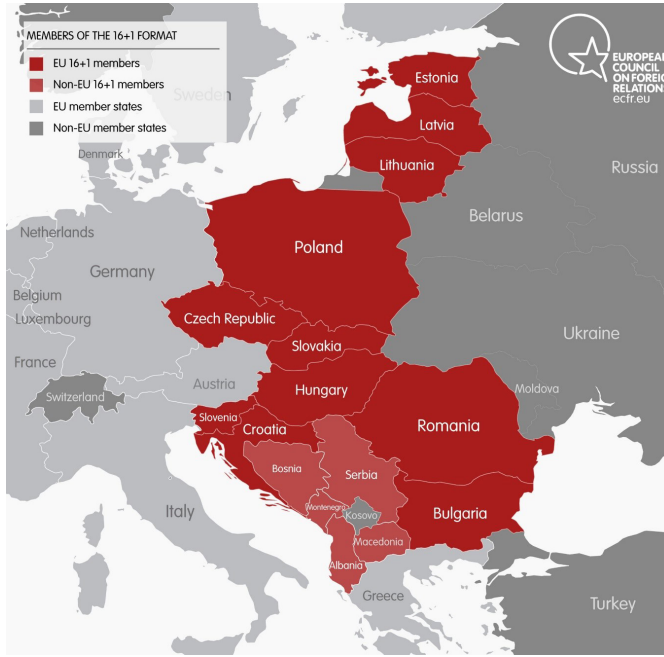 MEMBERS OF THE 16+1 FORMAT
EU 16+1 members
Non-EU 16+1 members
EU member states
Non-EU member states
EUROPEAN
COUNCIL
ON FOREIGN
RELATIONS
ecfr.eu
Sweden
Estonia
Latvia
Denmark
Lithuania
Russia
Belarus
Netherlands
Poland
Germany
Belgium
Luxembourg
Czech Republic
Ukraine
Slovakia
France
Austria
Moldova
Switzerland
Hungary
Slovenia
Croatia
Romania
Bosnia
Serbia
Montenegro
Italy
Kosovo
Bulgaria
Macedonia
Albania
Greece
Turkey